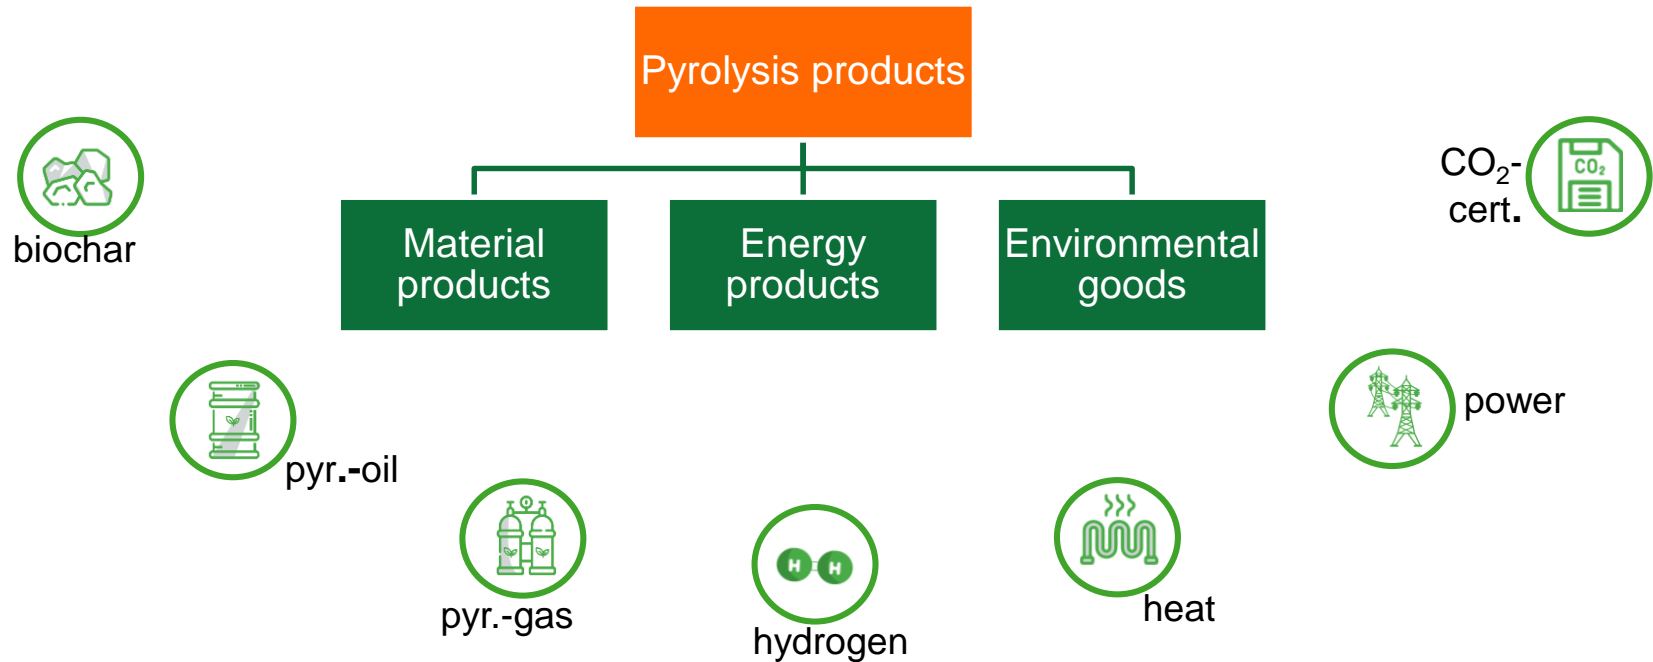 Pyrolysis products
Material
products
Energy
products
Environmental
goods
biochar
pyr.-oil
pyr.-gas
H H
hydrogen
heat
power
CO₂-
cert.
CO₂